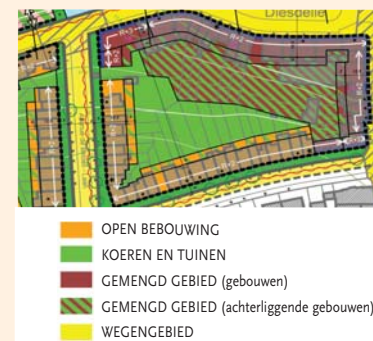 Diesdelle
OPEN BEBOUWING
KOEREN EN TUINEN
GEMENGD GEBIED (gebouwen)
GEMENGD GEBIED (achterliggende gebouwen)
WEGENGEBIED